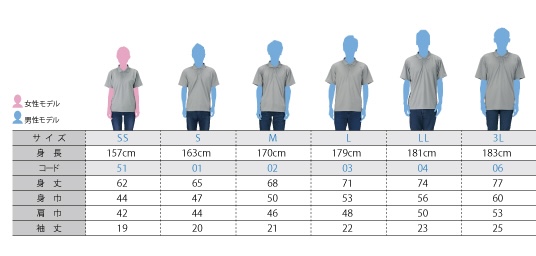 女性モデル
男性モデル
サイズ SS S M L LL 3L
身長 157cm 163cm 170cm 179cm 181cm 183cm
コード 51 01 02 03 04 06
身丈 62 65 68 71 74 77
身巾 44 47 50 53 56 60
肩巾 42 44 46 48 50 53
袖丈 19 20 21 22 23 25